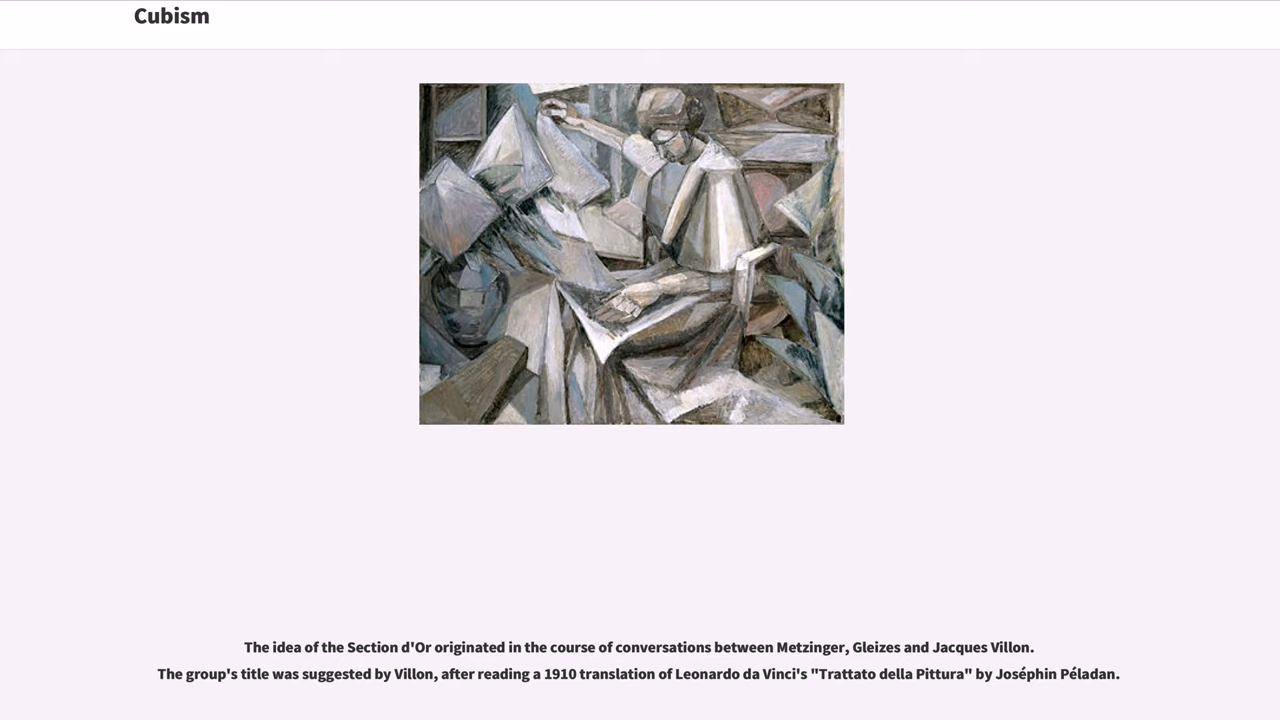 Cubism
The idea of the Section d'Or originated in the course of conversations between Metzinger, Gleizes and Jacques Villon.
The group's title was suggested by Villon, after reading a 1910 translation of Leonardo da Vinci's "Trattato della Pittura" by Joséphin Péladan.